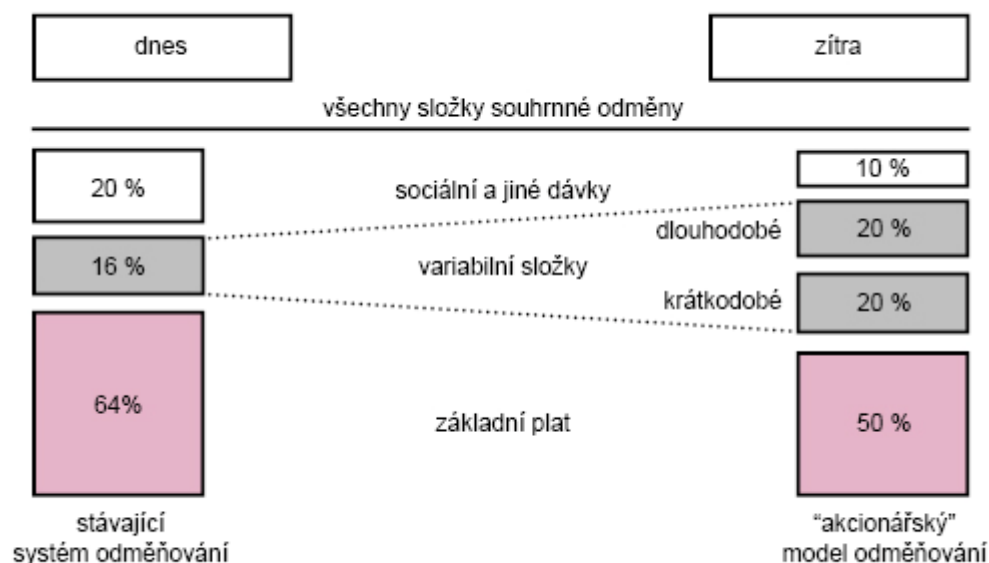 dnes
zítra
všechny složky souhrnné odměny
20 %
sociální a jiné dávky
10 %
dlouhodobé
20 %
16 %
variabilní složky
krátkodobé
20 %
64%
základní plat
50 %
stávající
systém odměňování
“akcionářský”
model odměňování